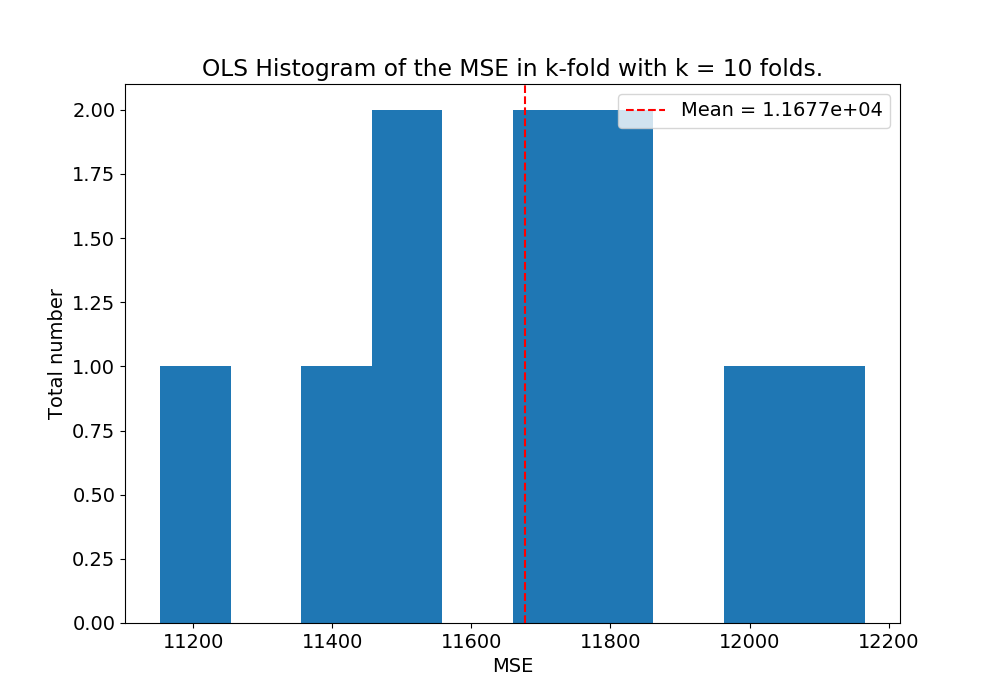 OLS Histogram of the MSE in k-fold with k = 10 folds.
Mean = 1.1677e+04
Total number
2.00
1.75
1.50
1.25
1.00
0.75
0.50
0.25
0.00
11200 11400 11600 11800 12000 12200
MSE